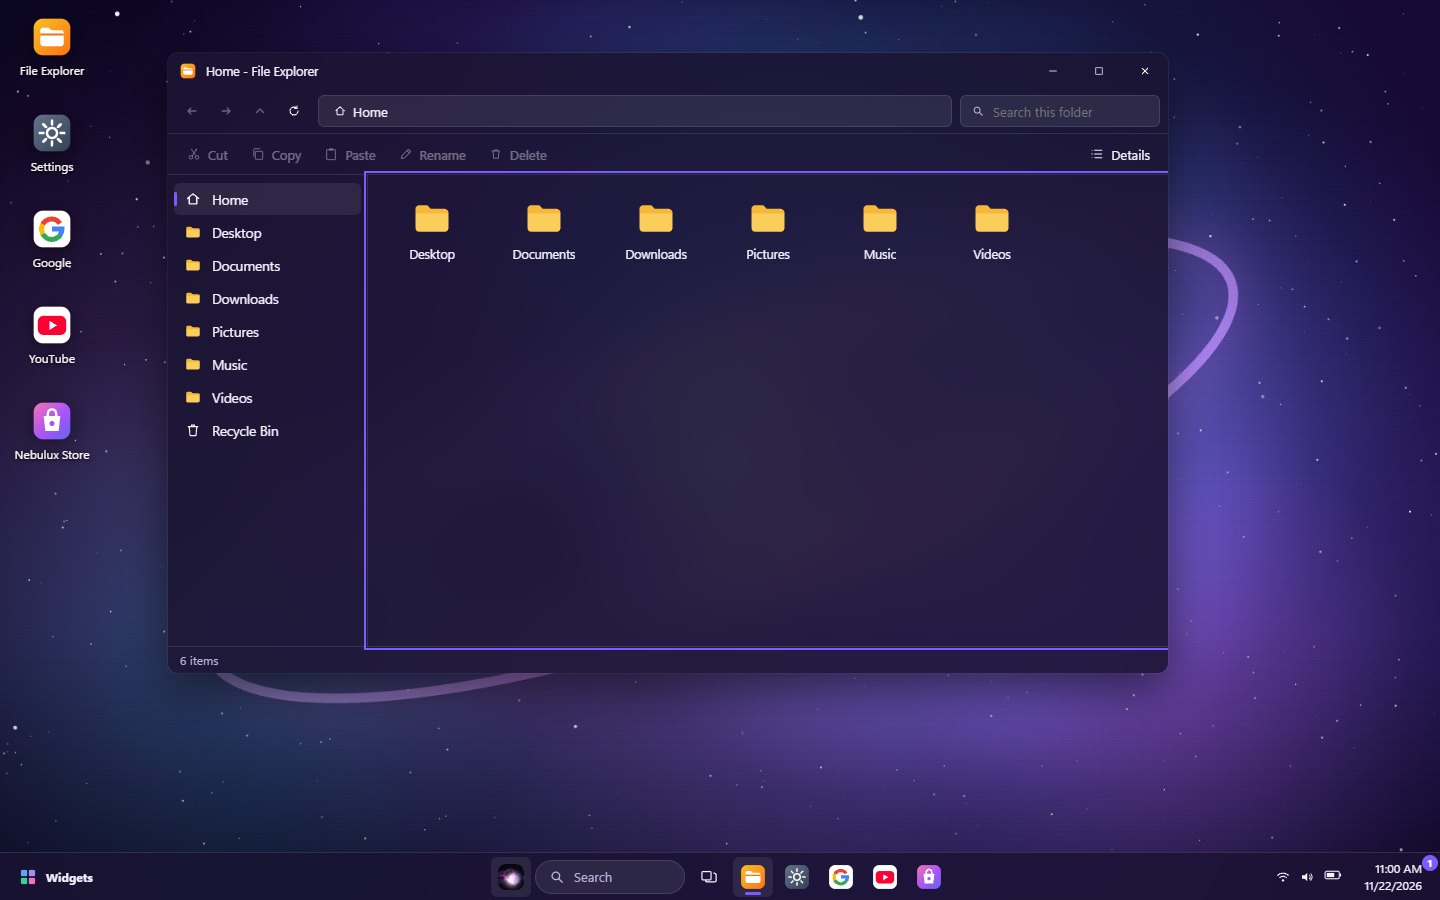 File Explorer
Settings
Google
YouTube
Nebulux Store
Home - File Explorer
Home
Search this folder
Cut Copy Paste Rename Delete Details
Home
Desktop
Documents
Downloads
Pictures
Music
Videos
Recycle Bin
Desktop Documents Downloads Pictures Music Videos
6 items
Widgets
Search
11:00 AM
11/22/2026
1